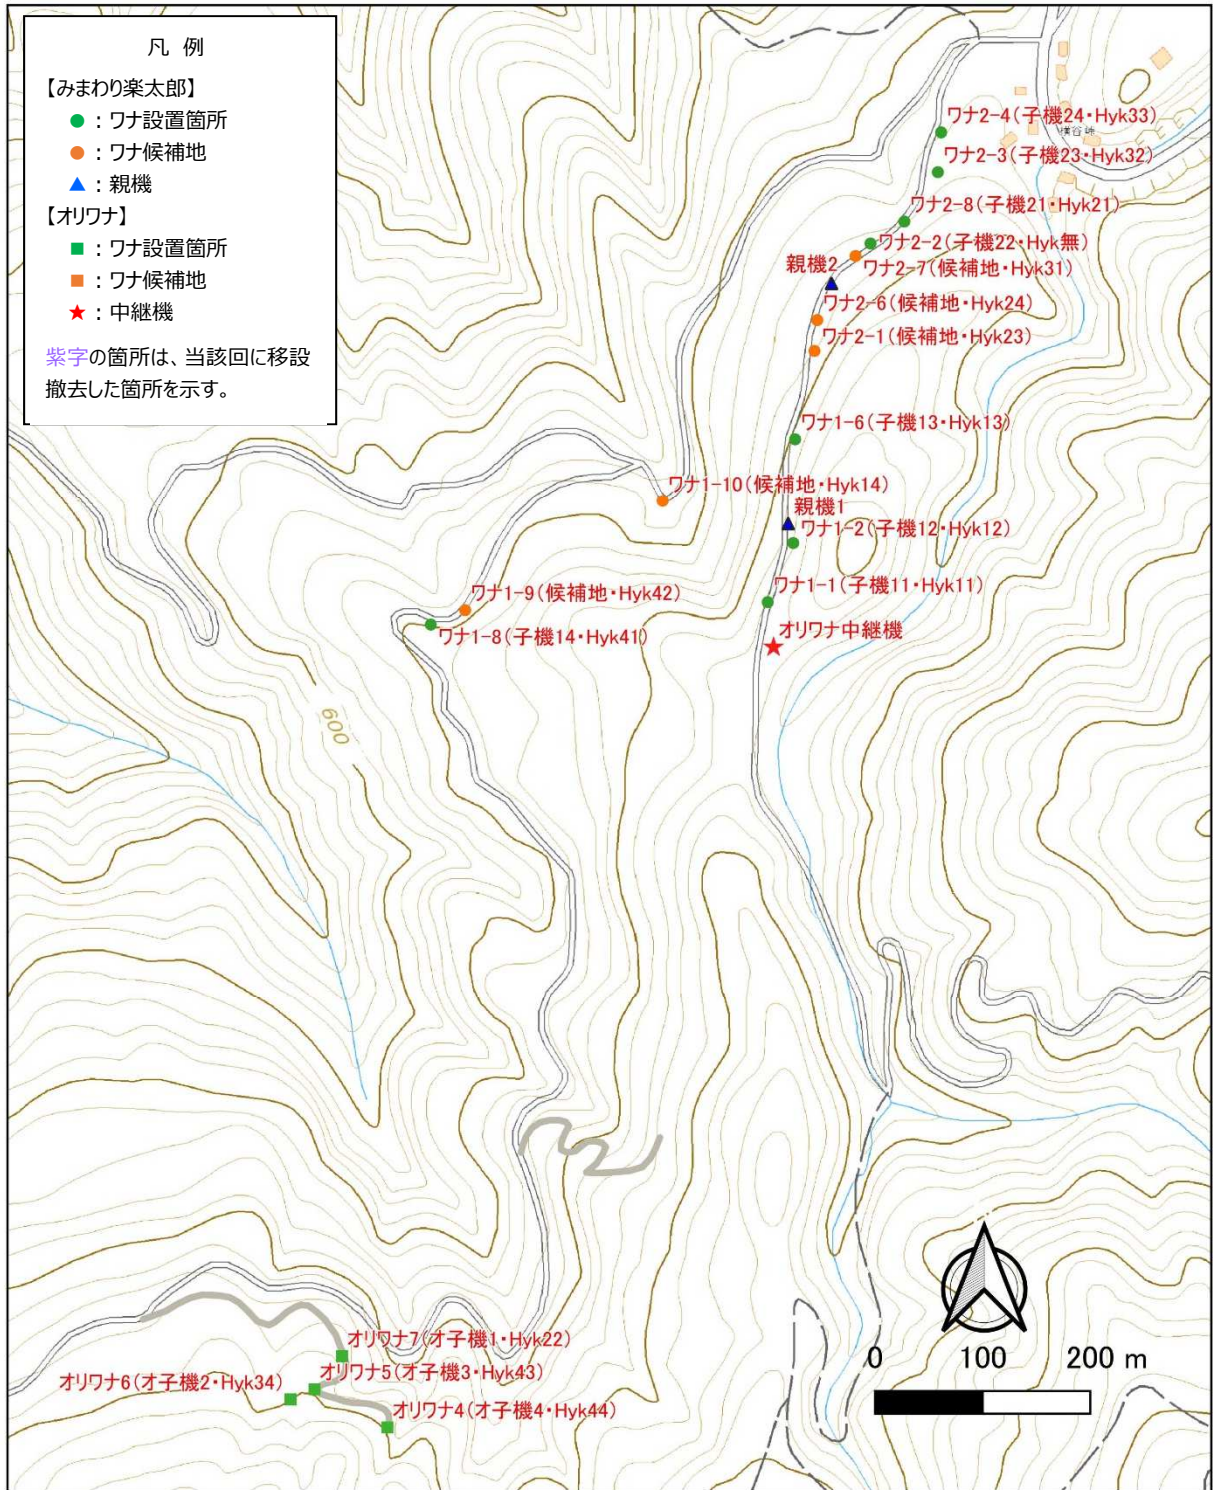 凡 例
【みまわり楽太郎】
● : ワナ設置箇所
● : ワナ候補地
▲ : 親機
【オリワナ】
■ : ワナ設置箇所
■ : ワナ候補地
★ : 中継機
紫字の箇所は、当該回に移設
撤去した箇所を示す。
ワナ2-4(子機24・Hyk33)
横谷峠
ワナ2-3(子機23・Hyk32)
ワナ2-8(子機21・Hyk21)
ワナ2-2(子機22・Hyk無)
親機2
ワナ2-7(候補地・Hyk31)
ワナ2-6(候補地・Hyk24)
ワナ2-1(候補地・Hyk23)
ワナ1-6(子機13・Hyk13)
ワナ1-10(候補地・Hyk14)
親機1
ワナ1-2(子機12・Hyk12)
ワナ1-9(候補地・Hyk42)
ワナ1-1(子機11・Hyk11)
ワナ1-8(子機14・Hyk41)
オリワナ中継機
600
オリワナ7(オ子機1・Hyk22)
オリワナ5(オ子機3・Hyk43)
オリワナ6(オ子機2・Hyk34)
オリワナ4(オ子機4・Hyk44)
0 100 200 m